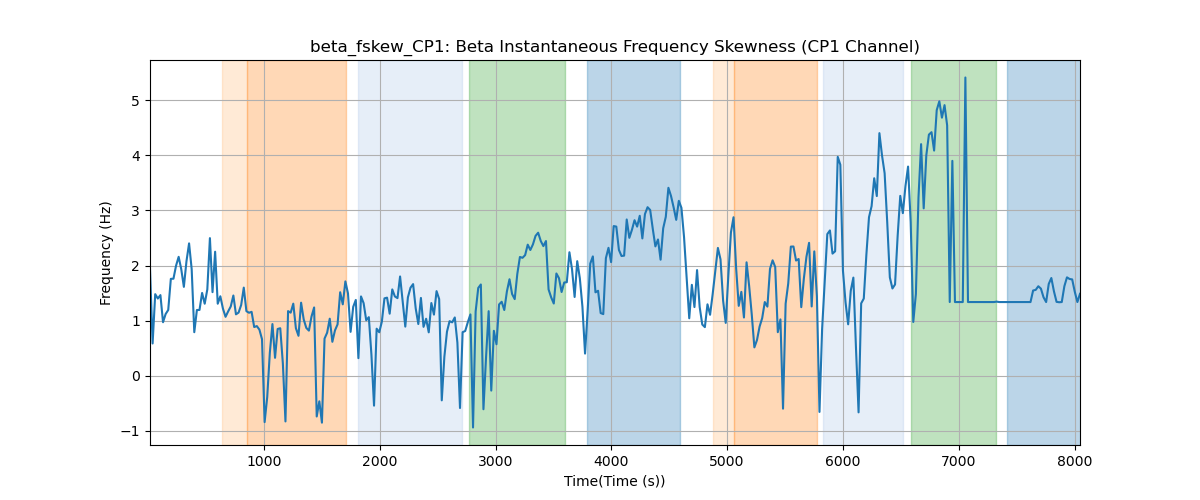 beta_fskew_CP1: Beta Instantaneous Frequency Skewness (CP1 Channel)
Frequency (Hz)
5
4
3
2
1
0
−1
1000 2000 3000 4000 5000 6000 7000 8000
Time(Time (s))